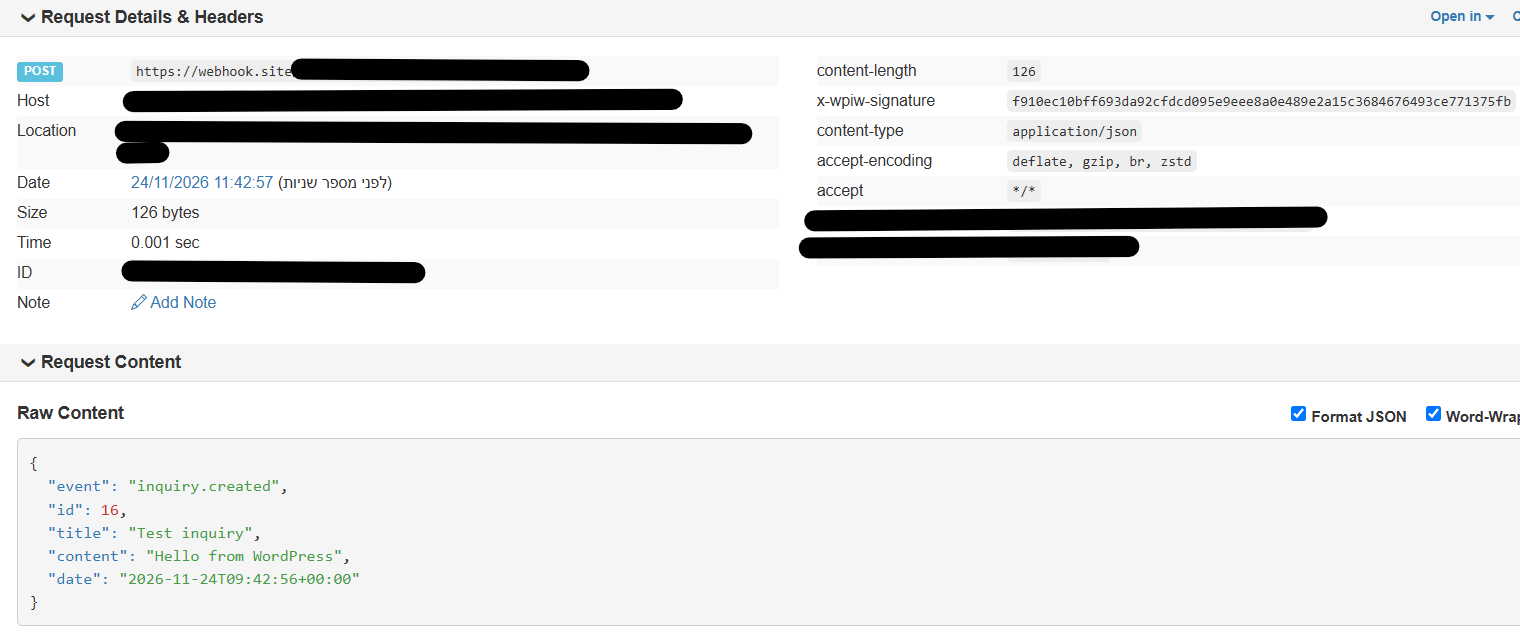 Request Details & Headers
Open in
POST https://webhook.site
Host
Location
Date 24/11/2026 11:42:57 (לפני מספר שניות)
Size 126 bytes
Time 0.001 sec
ID
Note Add Note
content-length 126
x-wpiw-signature f910ec10bff693da92cfdcd095e9eee8a0e489e2a15c3684676493ce771375fb
content-type application/json
accept-encoding deflate, gzip, br, zstd
accept */*
Request Content
Raw Content
Format JSON Word-Wrap
{
"event": "inquiry.created",
"id": 16,
"title": "Test inquiry",
"content": "Hello from WordPress",
"date": "2026-11-24T09:42:56+00:00"
}